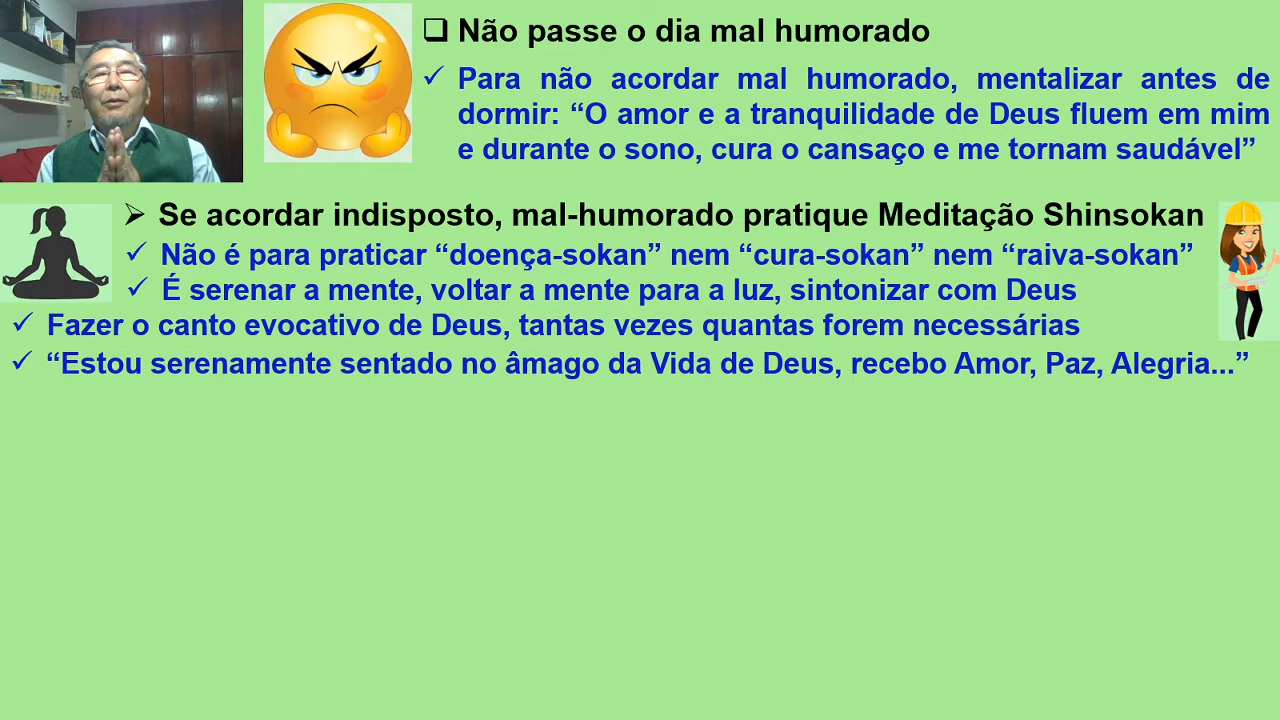 Não passe o dia mal humorado
Para não acordar mal humorado, mentalizar antes de
dormir: “O amor e a tranquilidade de Deus fluem em mim
e durante o sono, cura o cansaço e me tornam saudável”
Se acordar indisposto, mal-humorado pratique Meditação Shinsokan
Não é para praticar “doença-sokan” nem “cura-sokan” nem “raiva-sokan”
É serenar a mente, voltar a mente para a luz, sintonizar com Deus
Fazer o canto evocativo de Deus, tantas vezes quantas forem necessárias
“Estou serenamente sentado no âmago da Vida de Deus, recebo Amor, Paz, Alegria...”